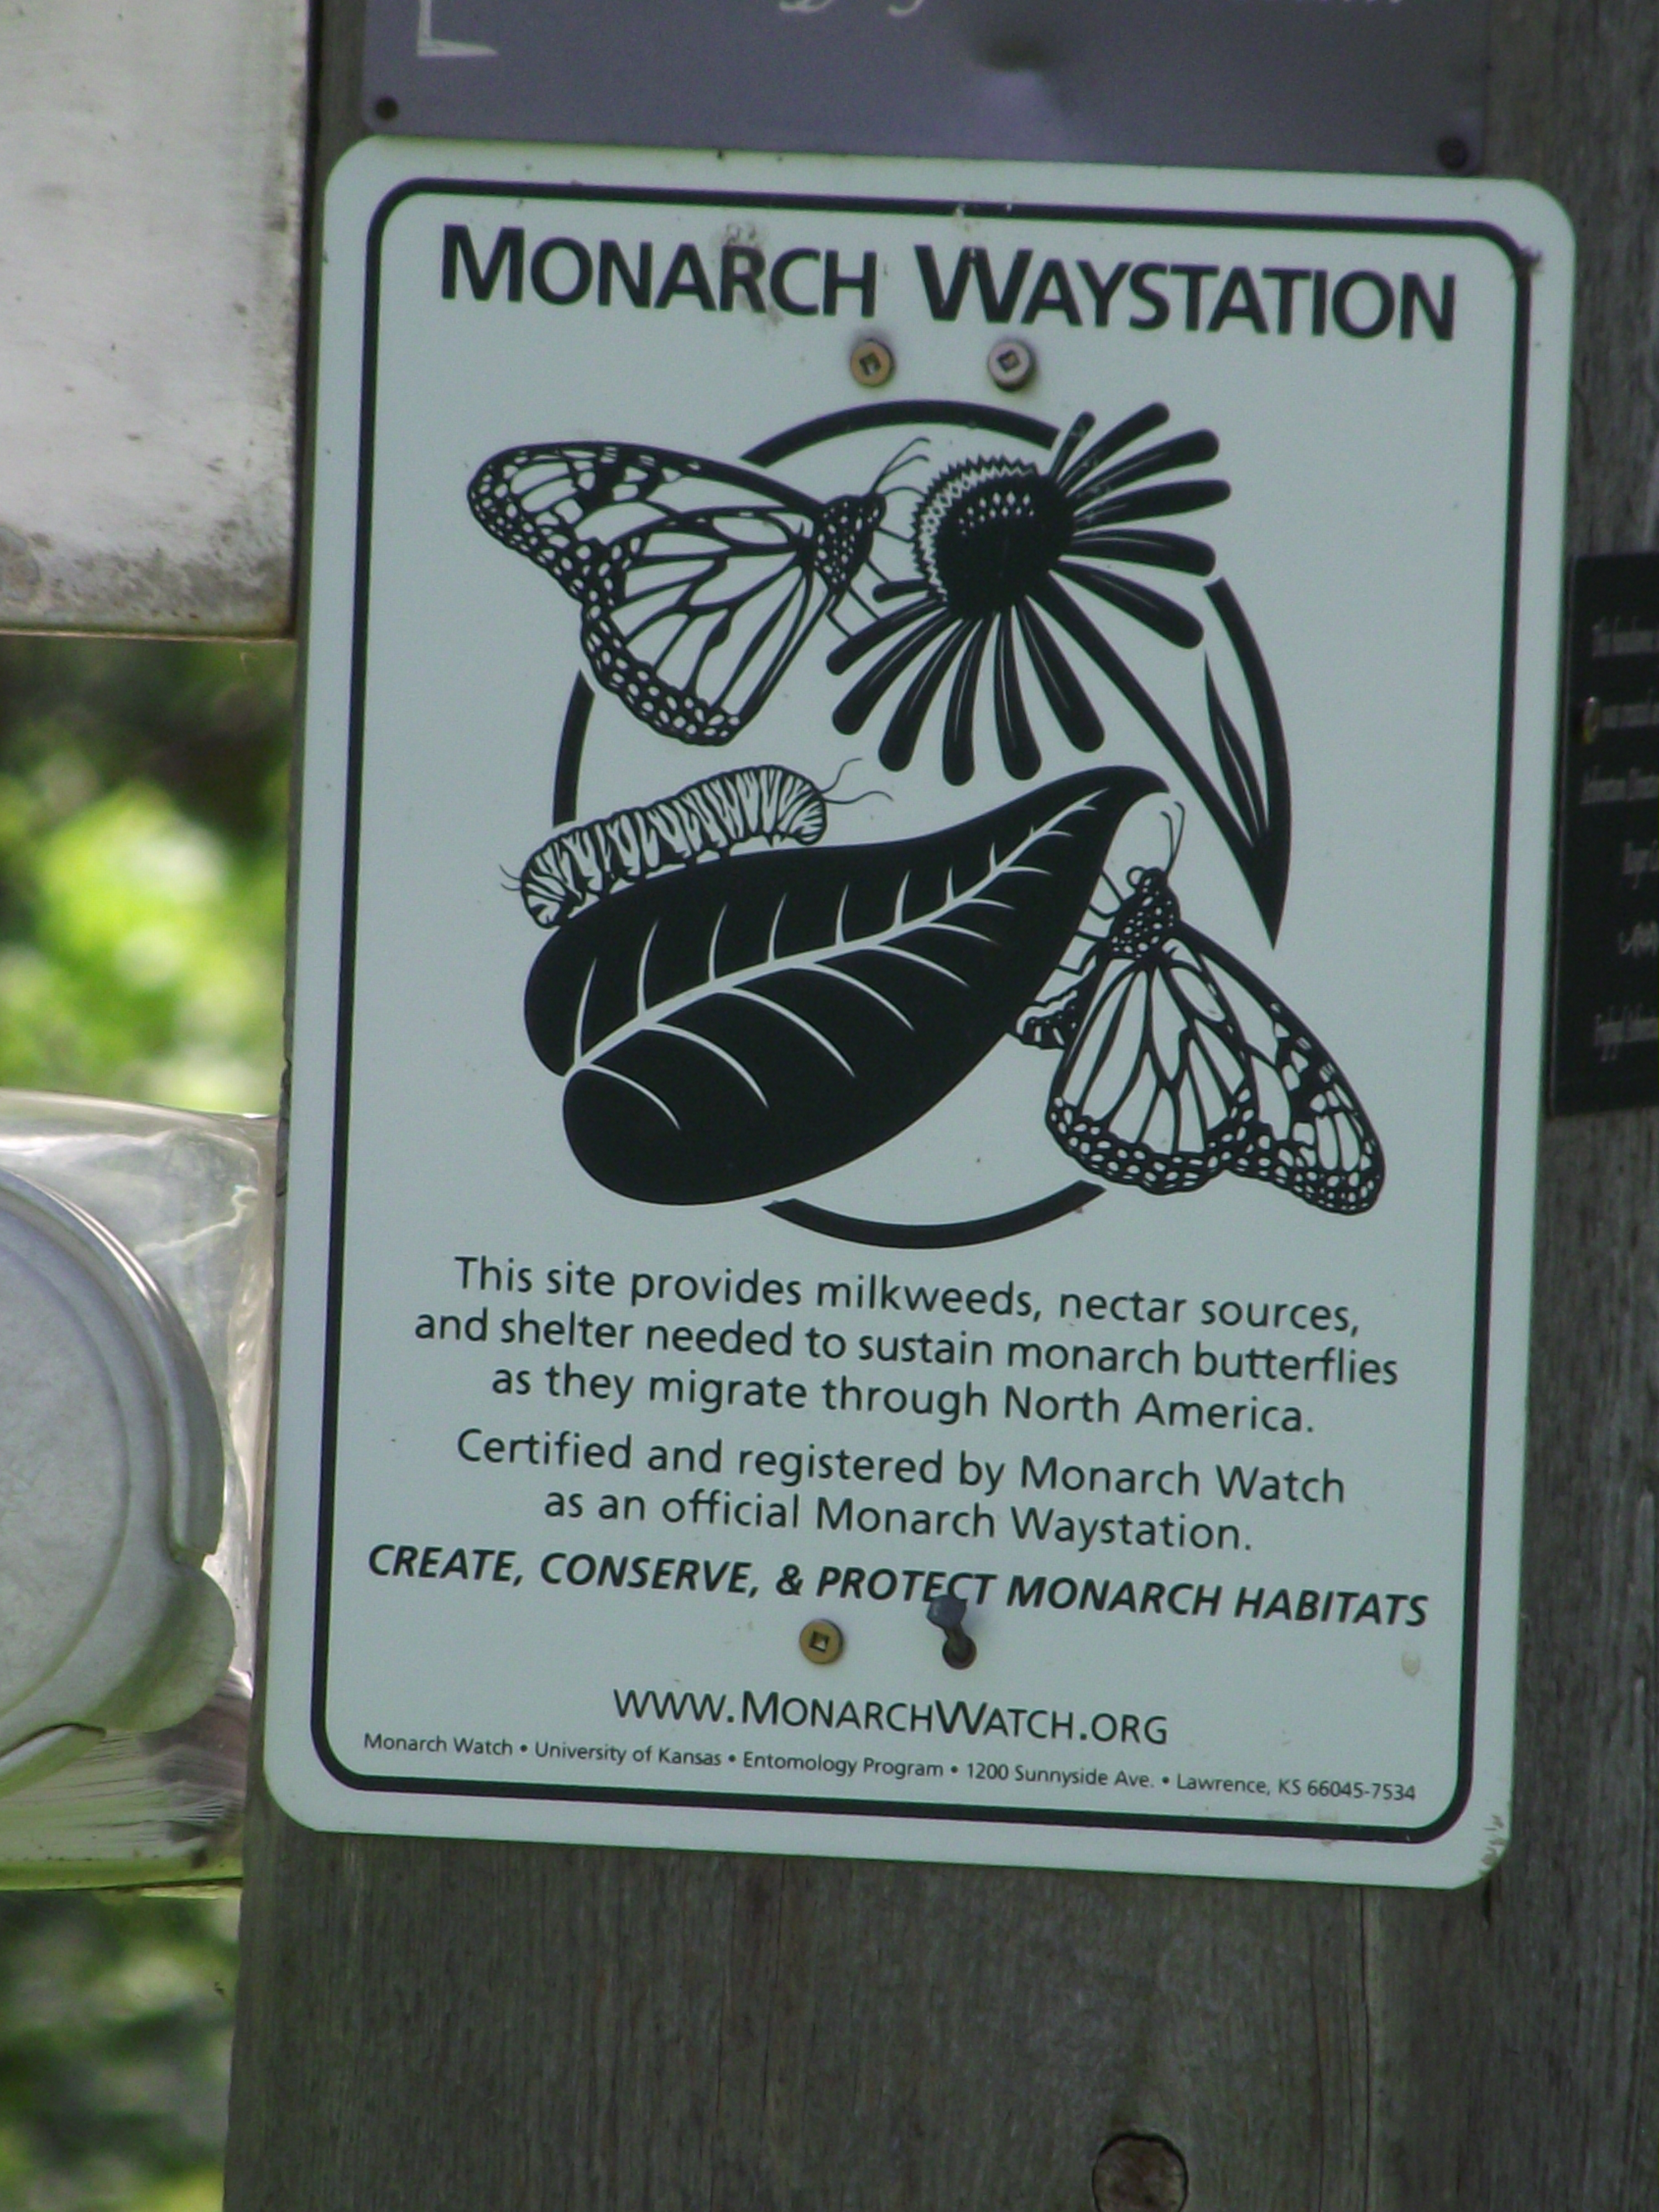 MONARCH WAYSTATION
This site provides milkweeds, nectar sources,
and shelter needed to sustain monarch butterflies
as they migrate through North America.
Certified and registered by Monarch Watch
as an official Monarch Waystation.
CREATE, CONSERVE, & PROTECT MONARCH HABITATS
WWW.MONARCHWATCH.ORG
Monarch Watch • University of Kansas • Entomology Program • 1200 Sunnyside Ave. • Lawrence, KS 66045-7534